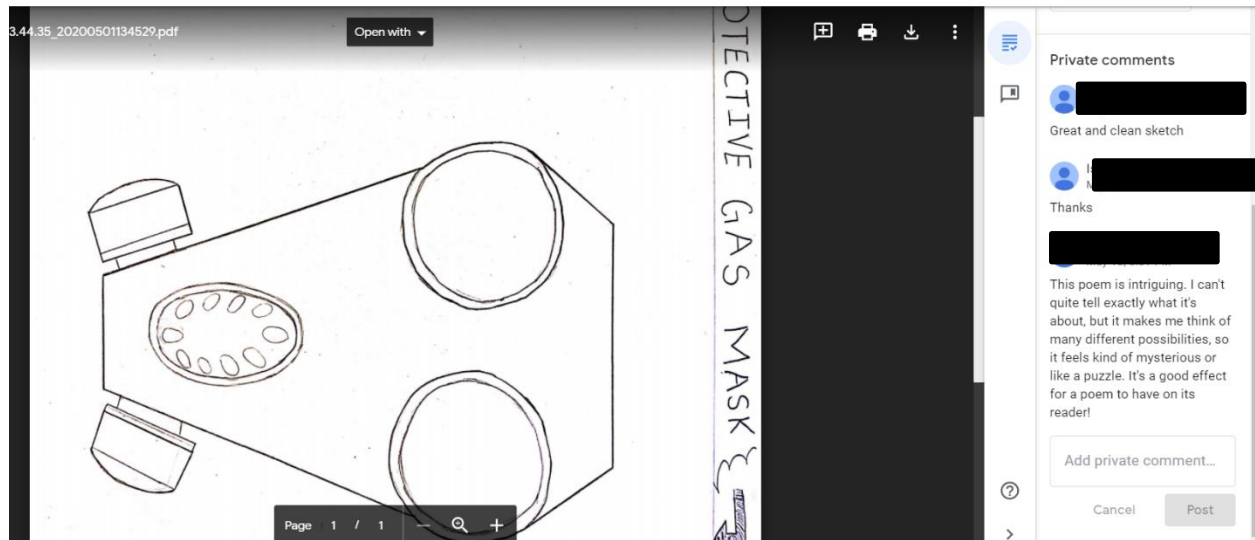 3.44.35_20200501134529.pdf
Open with
OTECTIVE GAS MASK
Page 1 / 1
Private comments
Great and clean sketch
Thanks
This poem is intriguing. I can't
quite tell exactly what it's
about, but it makes me think of
many different possibilities, so
it feels kind of mysterious or
like a puzzle. It's a good effect
for a poem to have on its
reader!
Add private comment...
Cancel
Post